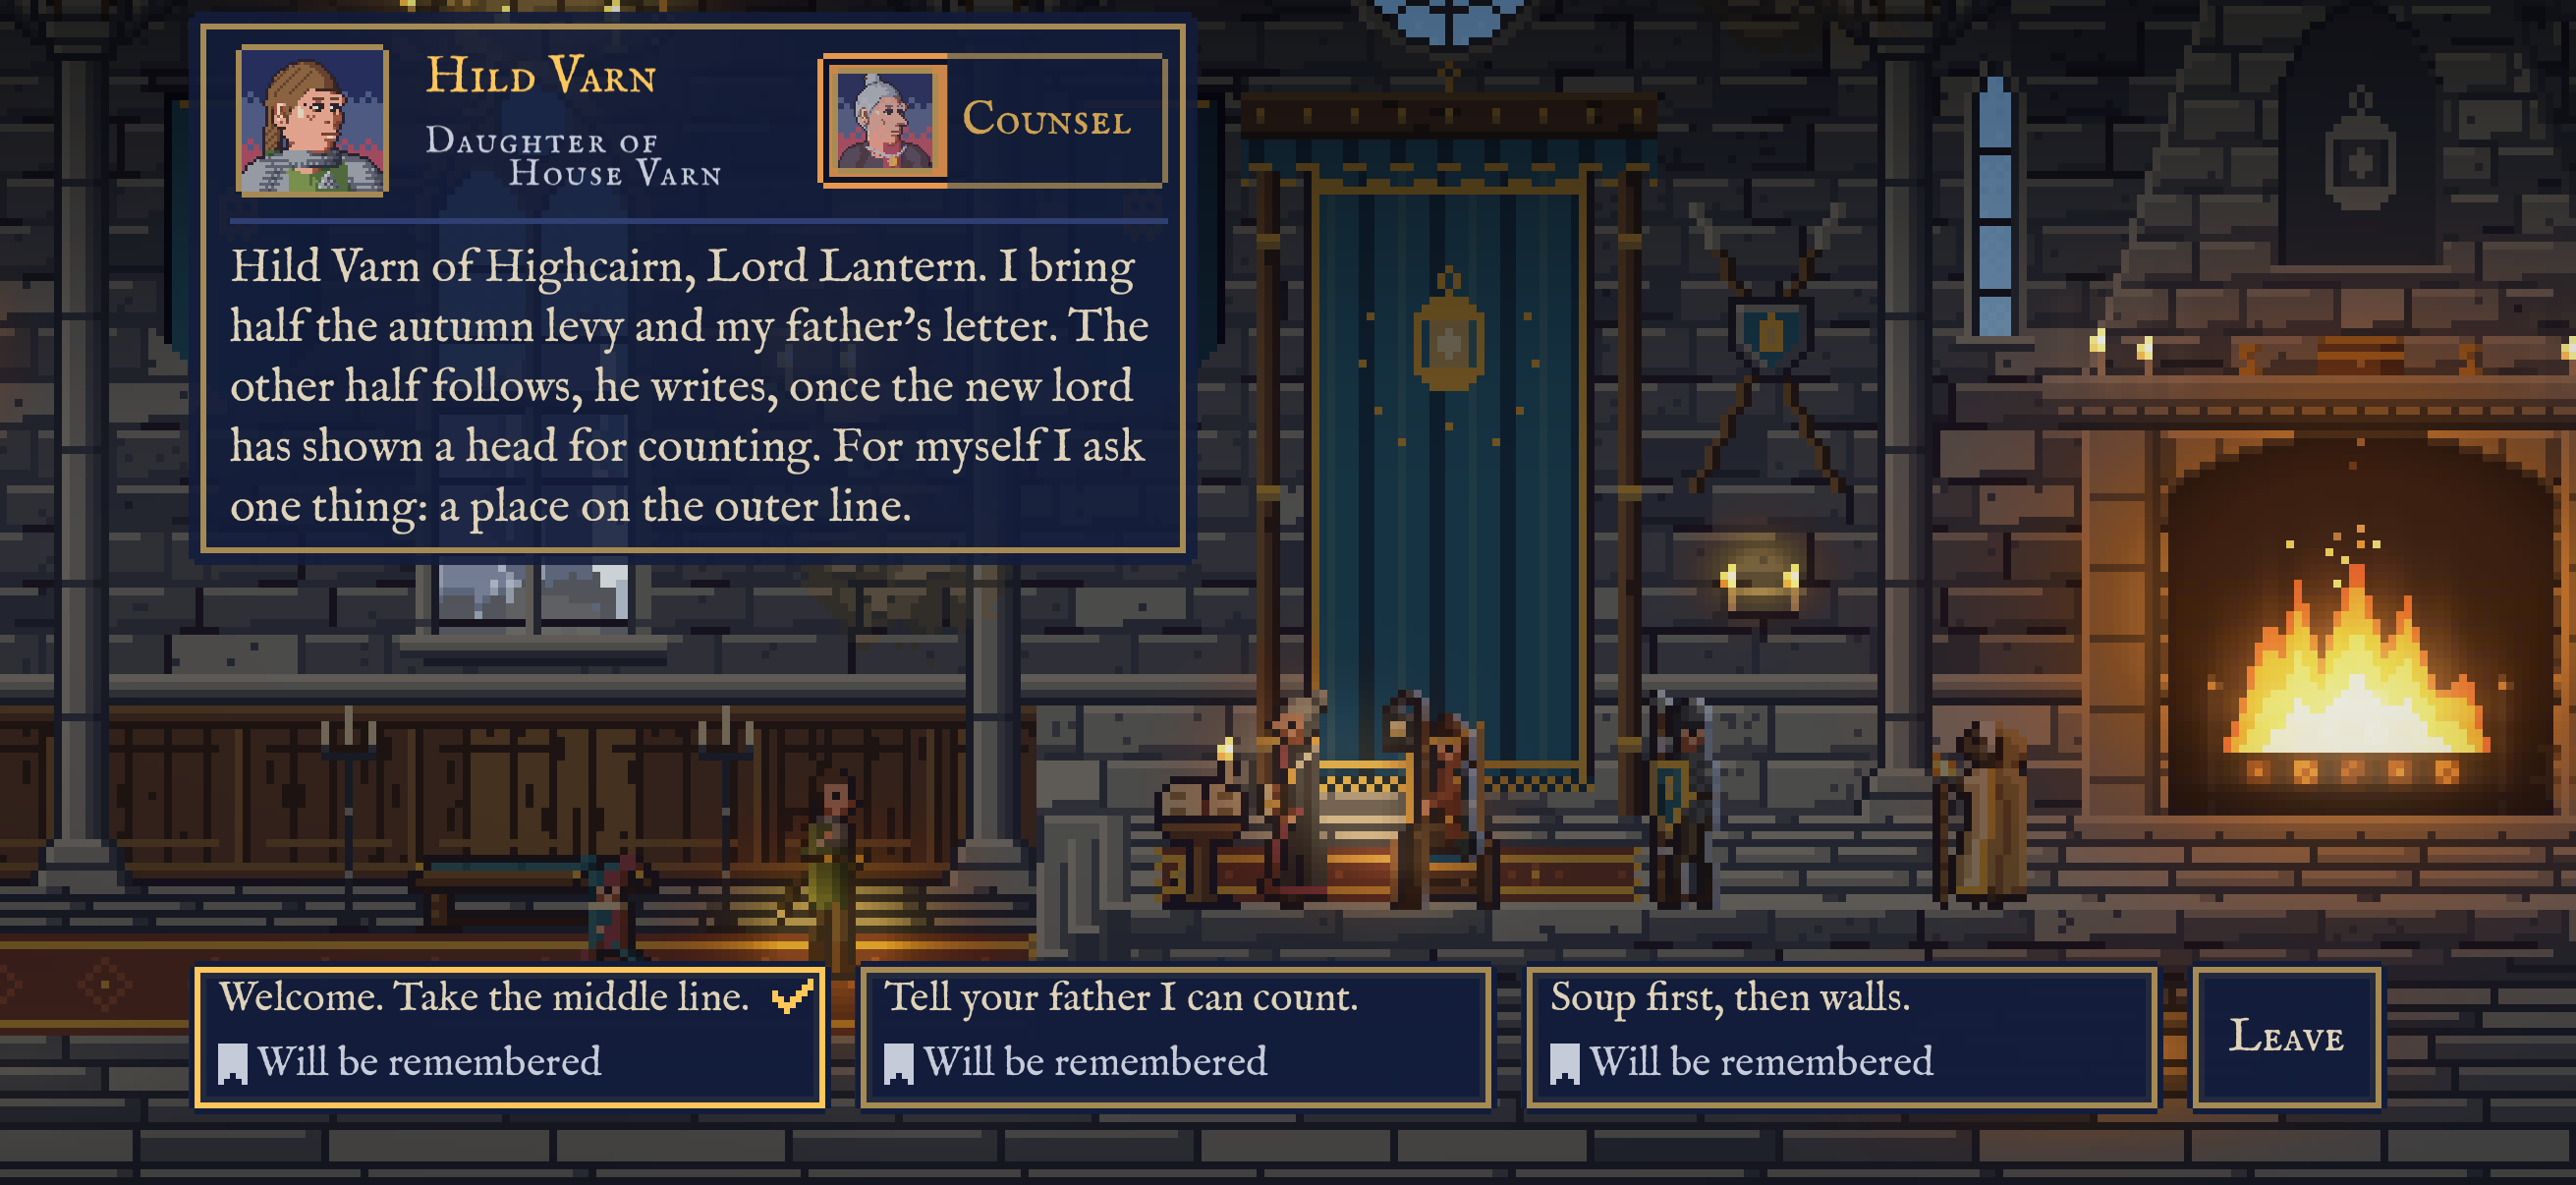 Hild Varn
Daughter of
House Varn
Counsel
Hild Varn of Highcairn, Lord Lantern. I bring
half the autumn levy and my father’s letter. The
other half follows, he writes, once the new lord
has shown a head for counting. For myself I ask
one thing: a place on the outer line.
Welcome. Take the middle line.
Will be remembered
Tell your father I can count.
Will be remembered
Soup first, then walls.
Will be remembered
Leave